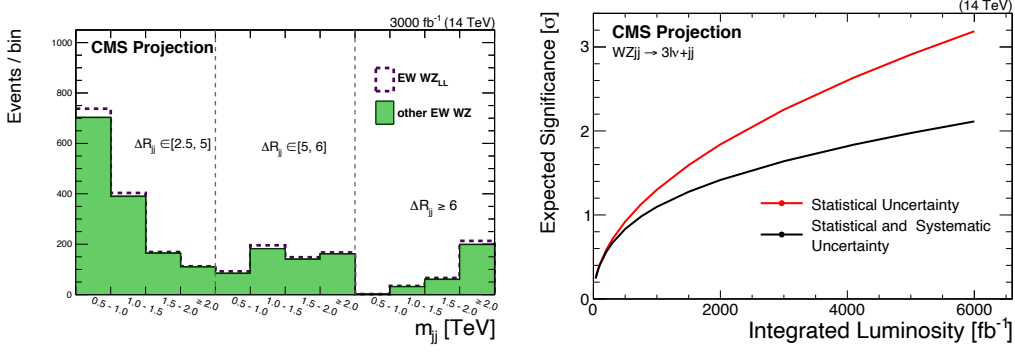 3000 fb⁻¹ (14 TeV)
CMS Projection
Events / bin
1000
800
600
400
200
0
EW WZ_LL
other EW WZ
ΔR_jj ∈[2.5, 5]
ΔR_jj ∈[5, 6]
ΔR_jj ≥ 6
0.5 - 1.0
1.0 - 1.5
1.5 - 2.0
≥ 2.0
0.5 - 1.0
1.0 - 1.5
1.5 - 2.0
≥ 2.0
0.5 - 1.0
1.0 - 1.5
1.5 - 2.0
≥ 2.0
m_jj [TeV]
(14 TeV)
CMS Projection
WZjj → 3lν+jj
Expected Significance [σ]
3
2
1
0
Statistical Uncertainty
Statistical and Systematic
Uncertainty
0 2000 4000 6000
Integrated Luminosity [fb⁻¹]